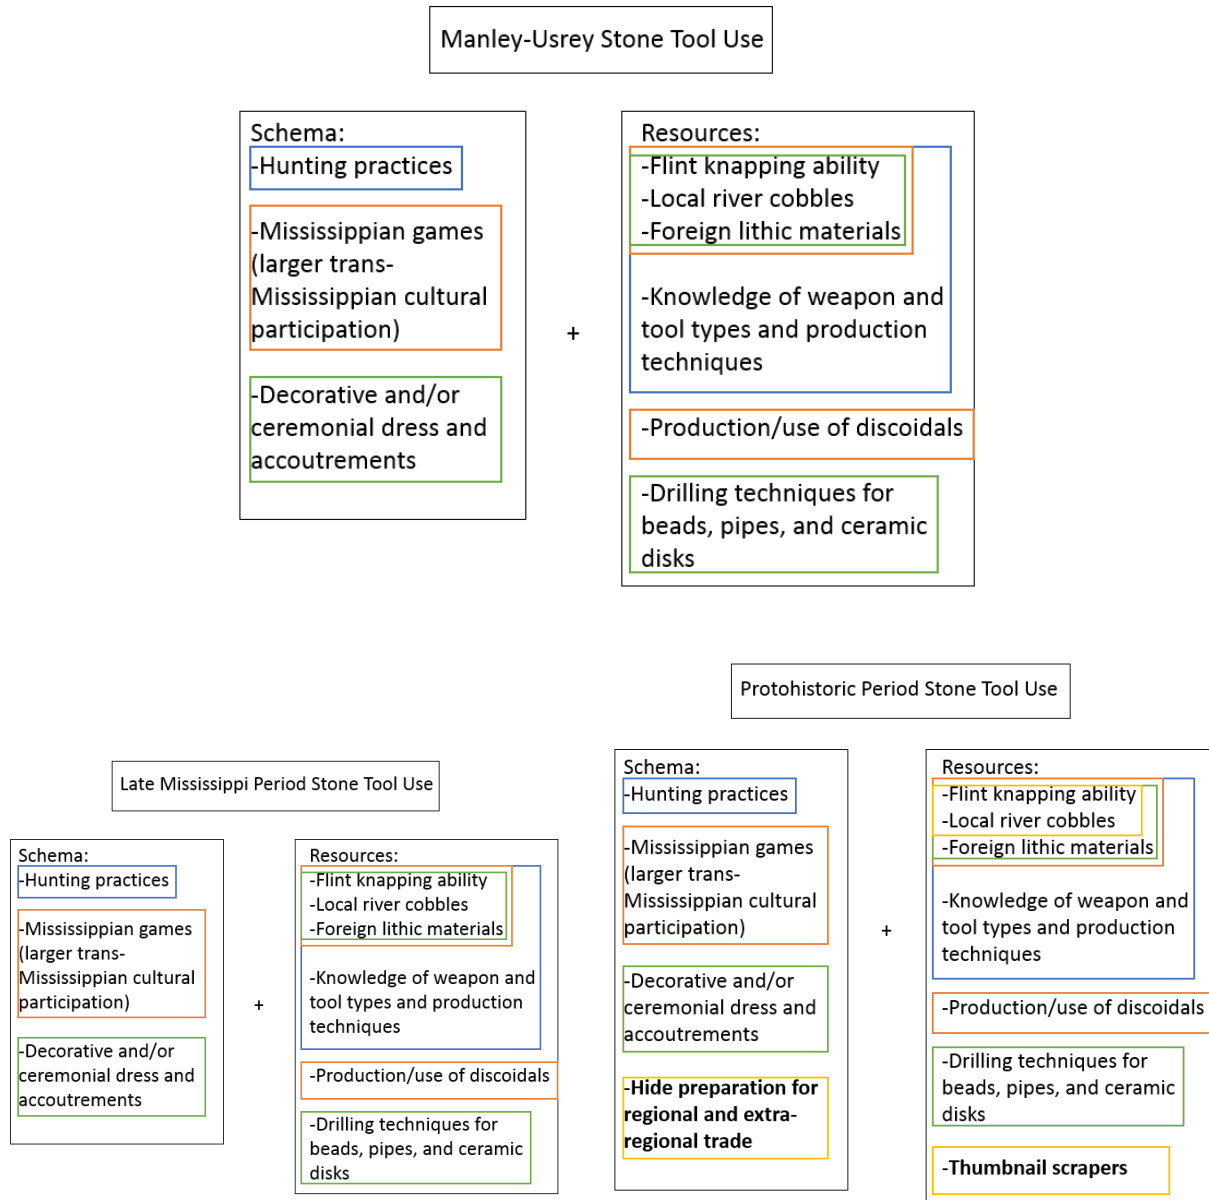 Manley-Usrey Stone Tool Use
Schema:
-Hunting practices
-Mississippian games
(larger trans-
Mississippian cultural
participation)
-Decorative and/or
ceremonial dress and
accoutrements
+
Resources:
-Flint knapping ability
-Local river cobbles
-Foreign lithic materials
-Knowledge of weapon and
tool types and production
techniques
-Production/use of discoidals
-Drilling techniques for
beads, pipes, and ceramic
disks
Late Mississippi Period Stone Tool Use
Schema:
-Hunting practices
-Mississippian games
(larger trans-
Mississippian cultural
participation)
-Decorative and/or
ceremonial dress and
accoutrements
+
Resources:
-Flint knapping ability
-Local river cobbles
-Foreign lithic materials
-Knowledge of weapon and
tool types and production
techniques
-Production/use of discoidals
-Drilling techniques for
beads, pipes, and ceramic
disks
Protohistoric Period Stone Tool Use
Schema:
-Hunting practices
-Mississippian games
(larger trans-
Mississippian cultural
participation)
-Decorative and/or
ceremonial dress and
accoutrements
-Hide preparation for
regional and extra-
regional trade
+
Resources:
-Flint knapping ability
-Local river cobbles
-Foreign lithic materials
-Knowledge of weapon and
tool types and production
techniques
-Production/use of discoidals
-Drilling techniques for
beads, pipes, and ceramic
disks
-Thumbnail scrapers